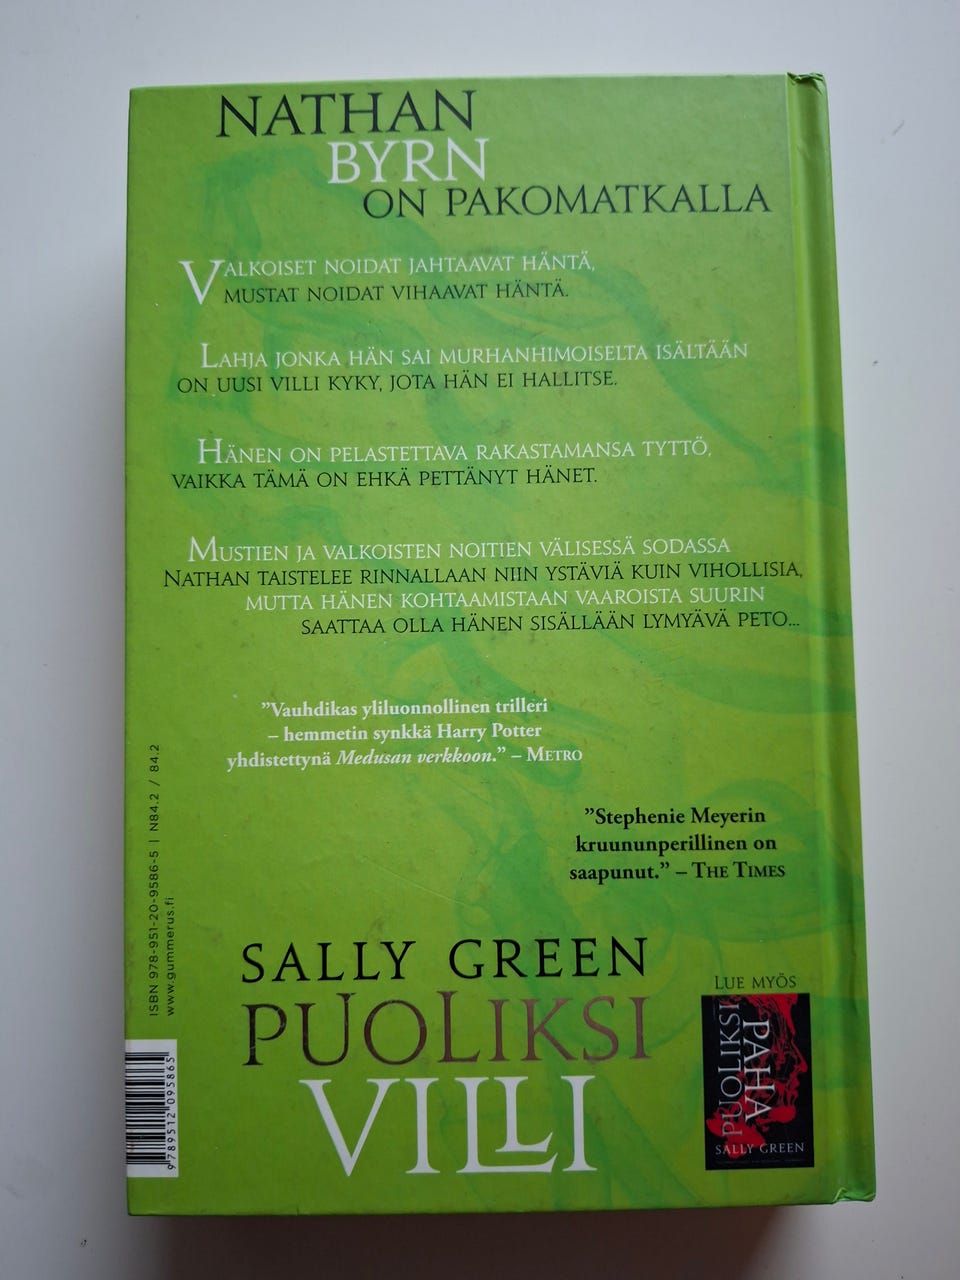 NATHAN
BYRN
ON PAKOMATKALLA
VALKOISET NOIDAT JAHTAAVAT HÄNTÄ,
MUSTAT NOIDAT VIHAAVAT HÄNTÄ.
LAHJA JONKA HÄN SAI MURHANHIMOISELTA ISÄLTÄÄN
ON UUSI VILLI KYKY, JOTA HÄN EI HALLITSE.
HÄNEN ON PELASTETTAVA RAKASTAMANSA TYTTÖ,
VAIKKA TÄMÄ ON EHKÄ PETTÄNYT HÄNET.
MUSTIEN JA VALKOISTEN NOITIEN VÄLISESSÄ SODASSA
NATHAN TAISTELEE RINNALLAAN NIIN YSTÄVIÄ KUIN VIHOLLISIA,
MUTTA HÄNEN KOHTAAMISTAAN VAAROISTA SUURIN
SAATTAA OLLA HÄNEN SISÄLLÄÄN LYMYÄVÄ PETO...
”Vauhdikas yliluonnollinen trilleri
– hemmetin synkkä Harry Potter
yhdistettynä Medusan verkkoon.” – METRO
”Stephenie Meyerin
kruununperillinen on
saapunut.” – THE TIMES
ISBN 978-951-20-9586-5 | N84.2 / 84.2
www.gummerus.fi
9789512095865
SALLY GREEN
PUOLIKSI
VILLI
LUE MYÖS
PUOLIKSI
PAHA
SALLY GREEN